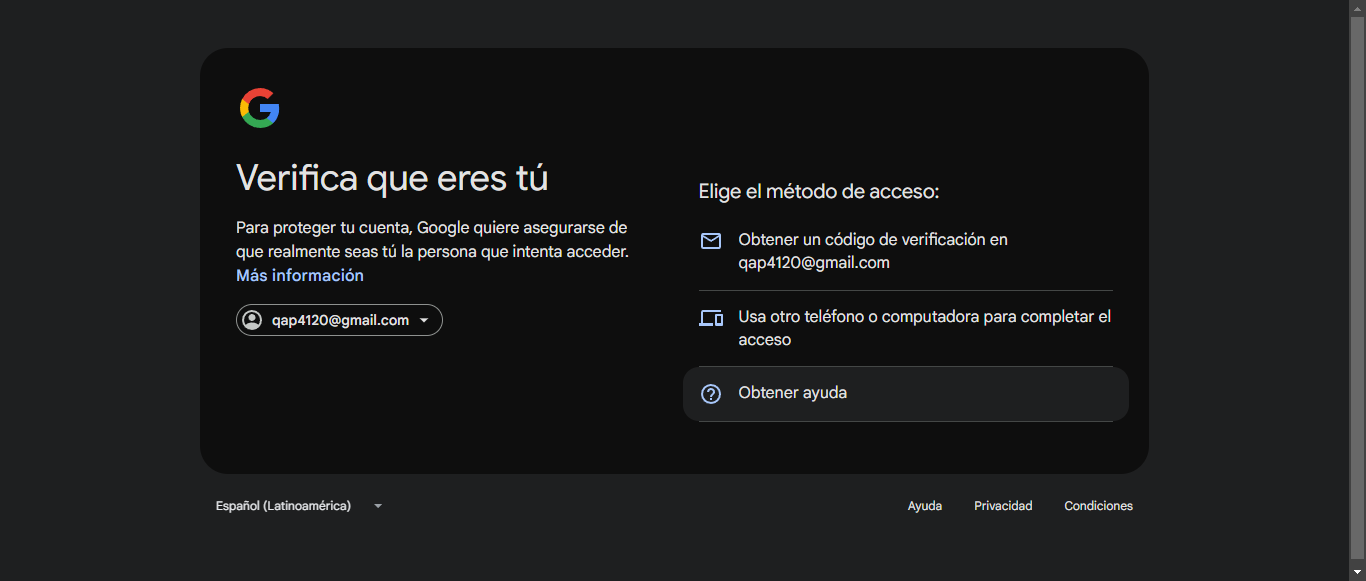 Verifica que eres tú
Para proteger tu cuenta, Google quiere asegurarse de
que realmente seas tú la persona que intenta acceder.
Más información
qap4120@gmail.com
Elige el método de acceso:
Obtener un código de verificación en
qap4120@gmail.com
Usa otro teléfono o computadora para completar el
acceso
Obtener ayuda
Español (Latinoamérica)
Ayuda
Privacidad
Condiciones